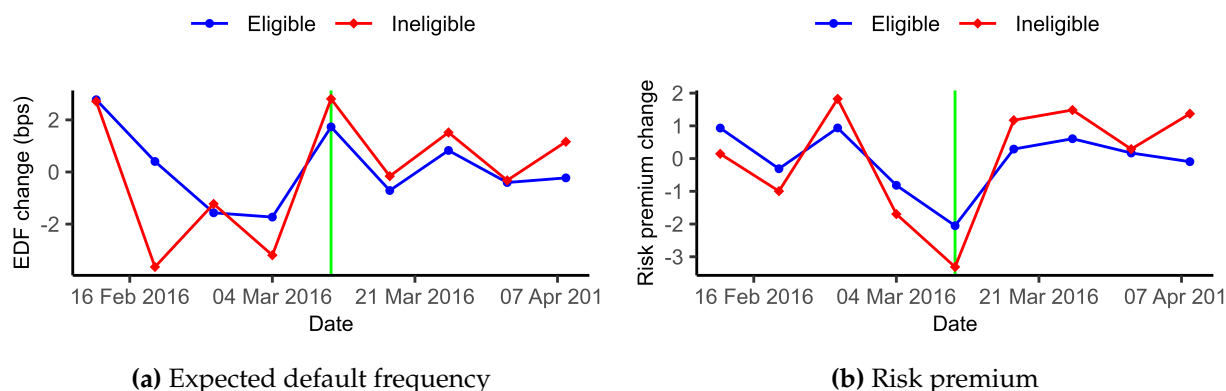 Eligible Ineligible
EDF change (bps)
2
0
-2
16 Feb 2016 04 Mar 2016 21 Mar 2016 07 Apr 201
Date
(a) Expected default frequency
Eligible Ineligible
Risk premium change
2
1
0
-1
-2
-3
16 Feb 2016 04 Mar 2016 21 Mar 2016 07 Apr 201
Date
(b) Risk premium